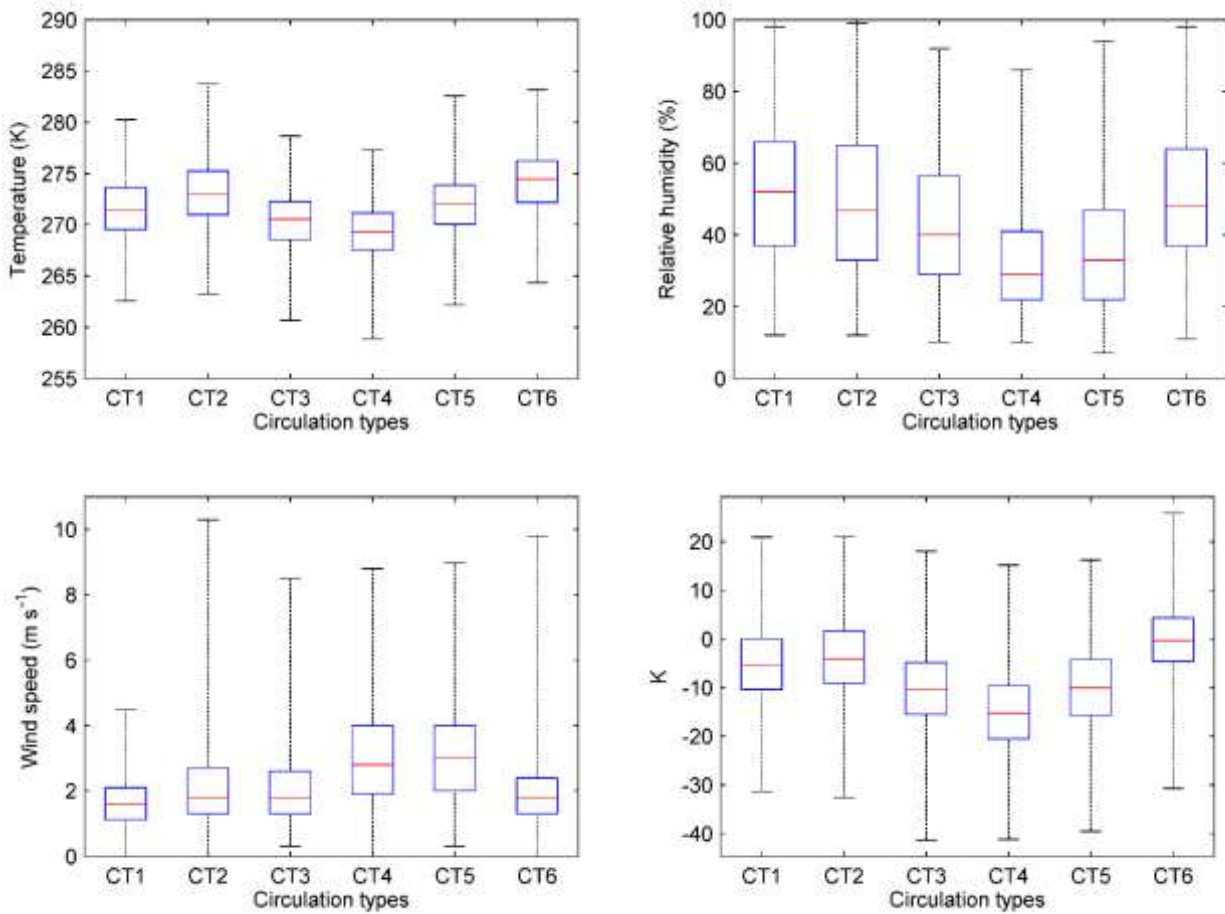 290
285
280
275
270
265
260
255
Temperature (K)
CT1 CT2 CT3 CT4 CT5 CT6
Circulation types
100
80
60
40
20
0
Relative humidity (%)
CT1 CT2 CT3 CT4 CT5 CT6
Circulation types
10
8
6
4
2
0
Wind speed (m s⁻¹)
CT1 CT2 CT3 CT4 CT5 CT6
Circulation types
20
10
0
-10
-20
-30
-40
K
CT1 CT2 CT3 CT4 CT5 CT6
Circulation types